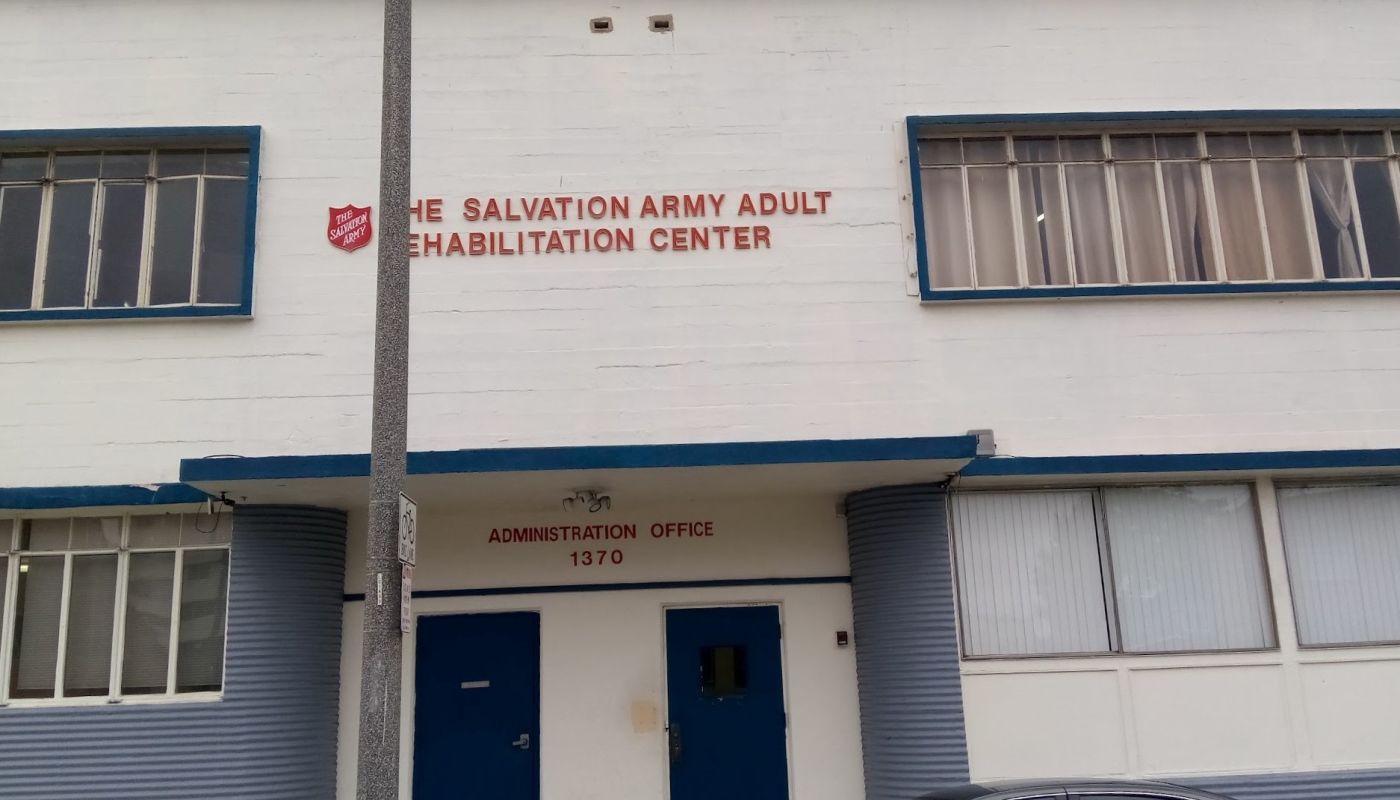 THE
SALVATION
ARMY
HE SALVATION ARMY ADULT
EHABILITATION CENTER
ADMINISTRATION OFFICE
1370